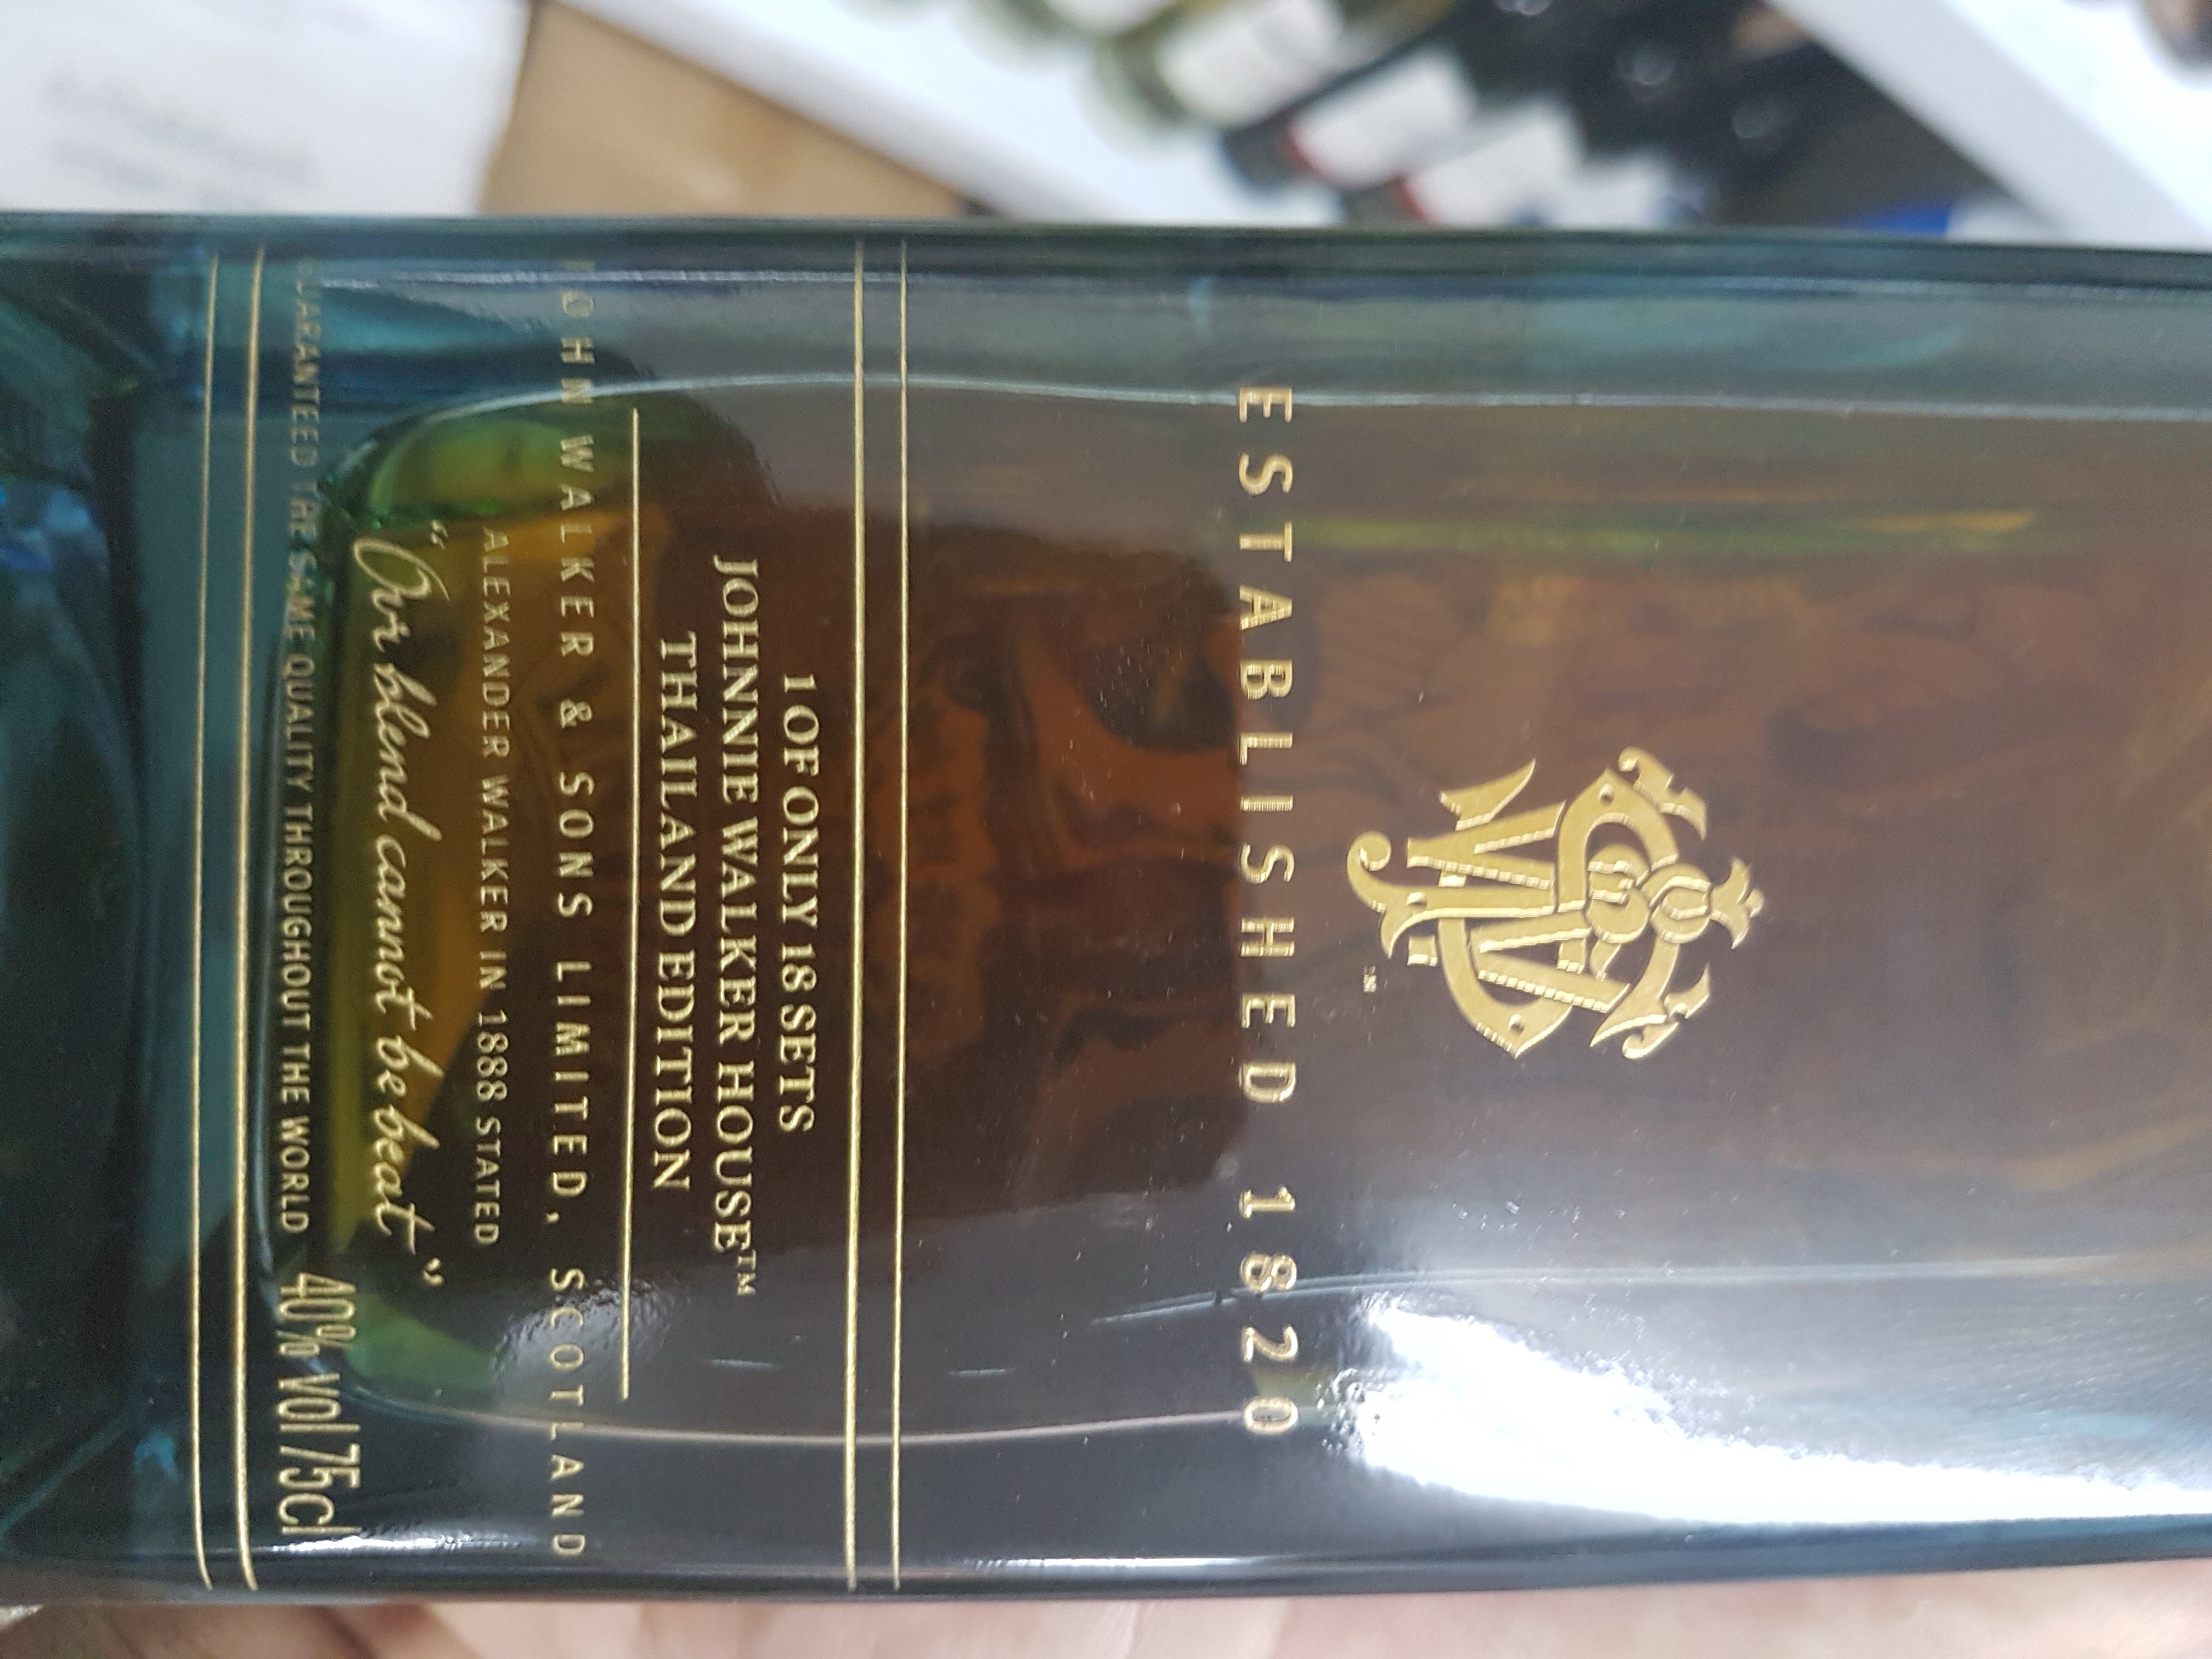 ESTABLISHED 1820
1 OF ONLY 18 SETS
JOHNNIE WALKER HOUSE™
THAILAND EDITION
JOHN WALKER & SONS LIMITED, SCOTLAND
ALEXANDER WALKER IN 1888 STATED
“Our blend cannot be beat”
GUARANTEED THE SAME QUALITY THROUGHOUT THE WORLD 40% vol 75cl